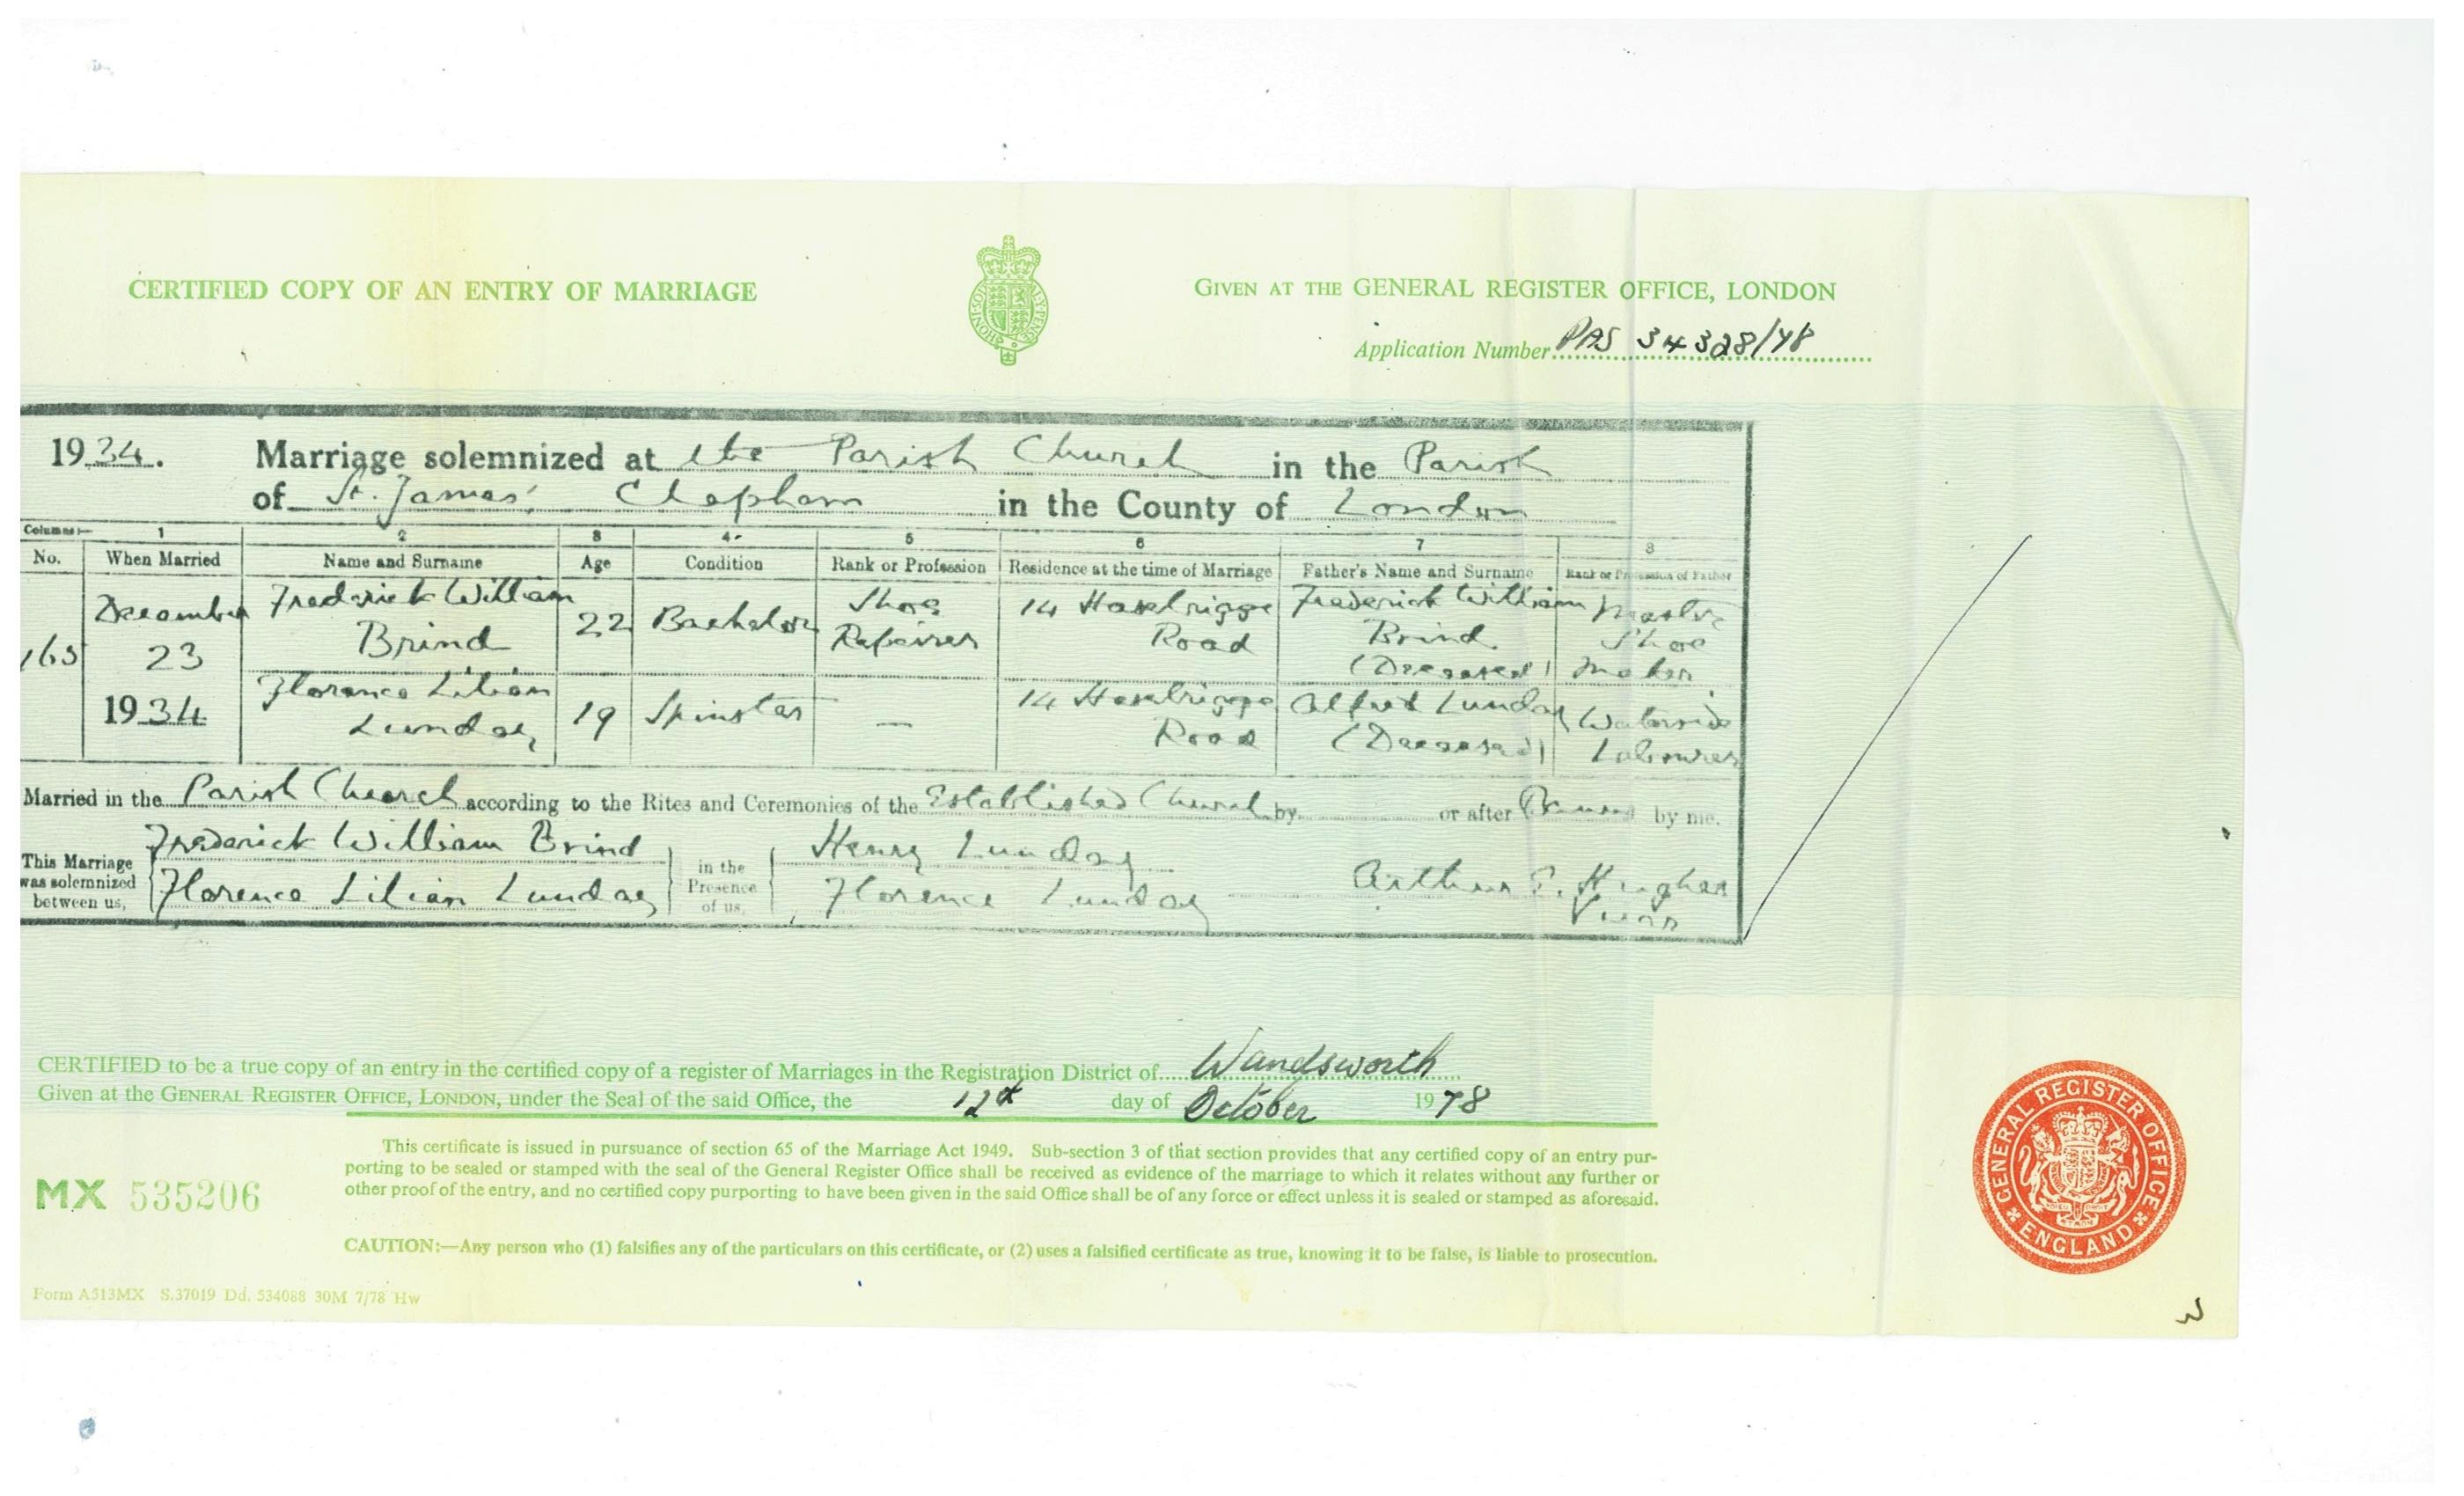 CERTIFIED COPY OF AN ENTRY OF MARRIAGE
GIVEN AT THE GENERAL REGISTER OFFICE, LONDON
Application Number PAS 34328/78
1934. Marriage solemnized at the Parish Church in the Parish
of St. James', Clapham in the County of London
Columns:— 1 2 3 4 5 6 7 8
No. When Married Name and Surname Age Condition Rank or Profession Residence at the time of Marriage Father's Name and Surname Rank or Profession of Father
165 December 23 1934
Frederick William Brind 22 Bachelor Shoe Repairer 14 Haselrigge Road Frederick William Brind (Deceased) Master Shoe Maker
Florence Lilian Lunday 19 Spinster — 14 Haselrigge Road Alfred Lunday (Deceased) Waterside Labourer
Married in the Parish Church according to the Rites and Ceremonies of the Established Church by or after Banns by me.
This Marriage was solemnized between us,
Frederick William Brind
Florence Lilian Lunday
in the Presence of us,
Henry Lunday
Florence Lunday
Arthur E. Hughes
Vicar
CERTIFIED to be a true copy of an entry in the certified copy of a register of Marriages in the Registration District of Wandsworth
Given at the GENERAL REGISTER OFFICE, LONDON, under the Seal of the said Office, the 12th day of October 1978
This certificate is issued in pursuance of section 65 of the Marriage Act 1949. Sub-section 3 of that section provides that any certified copy of an entry pur-
porting to be sealed or stamped with the seal of the General Register Office shall be received as evidence of the marriage to which it relates without any further or
other proof of the entry, and no certified copy purporting to have been given in the said Office shall be of any force or effect unless it is sealed or stamped as aforesaid.
MX 535206
CAUTION:—Any person who (1) falsifies any of the particulars on this certificate, or (2) uses a falsified certificate as true, knowing it to be false, is liable to prosecution.
Form A513MX S.37019 Dd. 534088 30M 7/78 Hw
GENERAL REGISTER OFFICE
ENGLAND